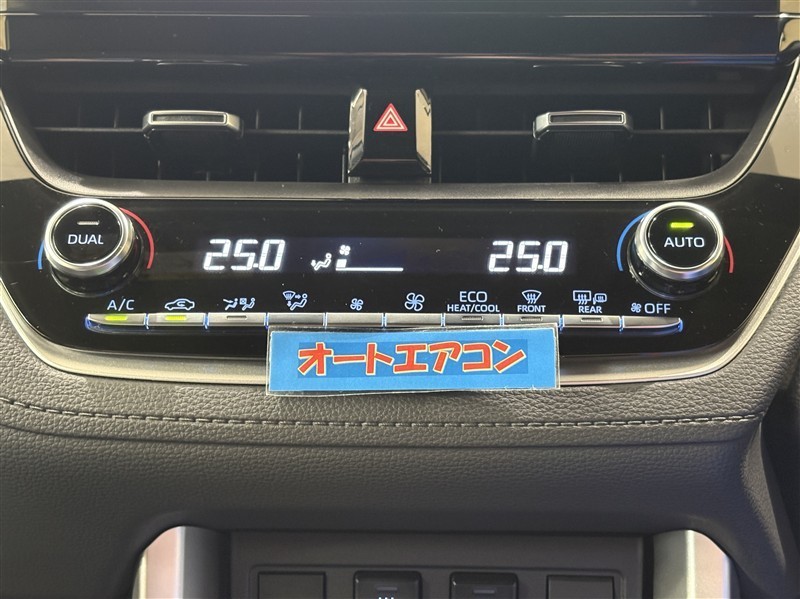 DUAL
25.0
25.0
AUTO
A/C
ECO
HEAT/COOL
FRONT
REAR
OFF
オートエアコン